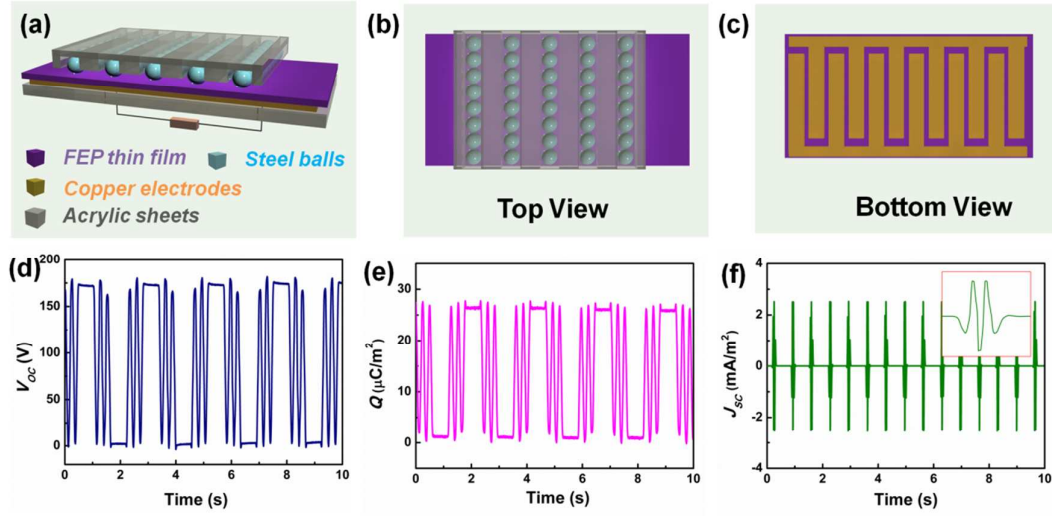 (a)
FEP thin film
Steel balls
Copper electrodes
Acrylic sheets
(b)
Top View
(c)
Bottom View
(d)
V_OC (V)
200
150
100
50
0
0 2 4 6 8 10
Time (s)
(e)
Q (μC/m²)
30
20
10
0
0 2 4 6 8 10
Time (s)
(f)
J_SC (mA/m²)
4
2
0
-2
-4
0 2 4 6 8 10
Time (s)